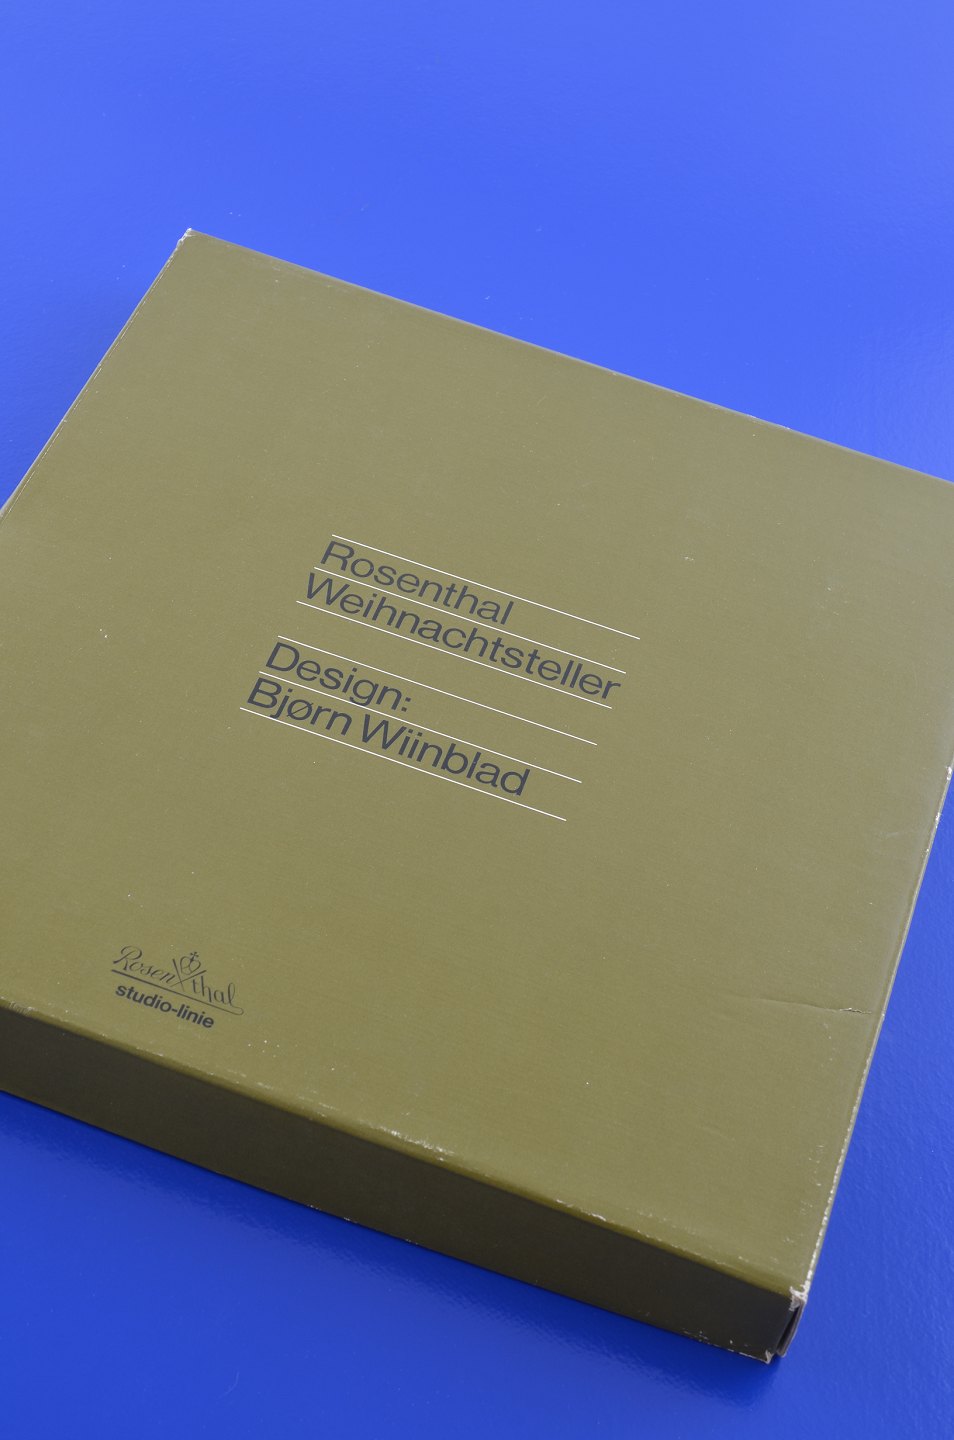 Rosenthal
Weihnachtsteller
Design:
Bjørn Wiinblad
Rosenthal
studio-linie